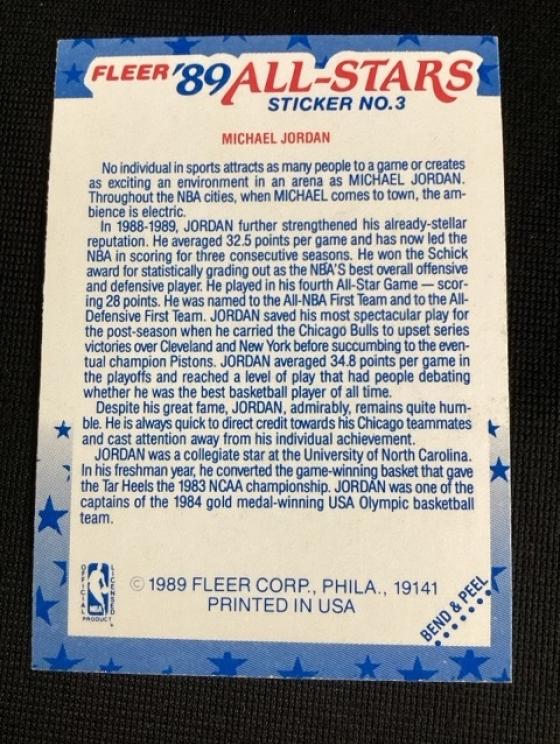 FLEER '89 ALL-STARS
STICKER NO.3
MICHAEL JORDAN
No individual in sports attracts as many people to a game or creates
as exciting an environment in an arena as MICHAEL JORDAN.
Throughout the NBA cities, when MICHAEL comes to town, the am-
bience is electric.
In 1988-1989, JORDAN further strengthened his already-stellar
reputation. He averaged 32.5 points per game and has now led the
NBA in scoring for three consecutive seasons. He won the Schick
award for statistically grading out as the NBA'S best overall offensive
and defensive player. He played in his fourth All-Star Game — scor-
ing 28 points. He was named to the All-NBA First Team and to the All-
Defensive First Team. JORDAN saved his most spectacular play for
the post-season when he carried the Chicago Bulls to upset series
victories over Cleveland and New York before succumbing to the even-
tual champion Pistons. JORDAN averaged 34.8 points per game in
the playoffs and reached a level of play that had people debating
whether he was the best basketball player of all time.
Despite his great fame, JORDAN, admirably, remains quite hum-
ble. He is always quick to direct credit towards his Chicago teammates
and cast attention away from his individual achievement.
JORDAN was a collegiate star at the University of North Carolina.
In his freshman year, he converted the game-winning basket that gave
the Tar Heels the 1983 NCAA championship. JORDAN was one of the
captains of the 1984 gold medal-winning USA Olympic basketball
team.
OFFICIAL LICENSED
NBA
PRODUCT
© 1989 FLEER CORP., PHILA., 19141
PRINTED IN USA
BEND & PEEL